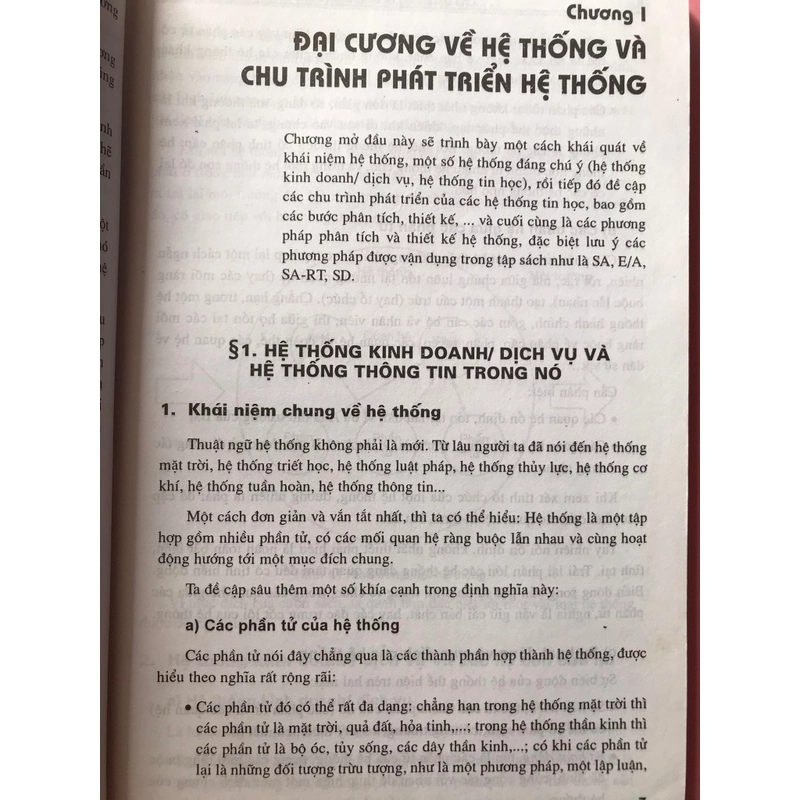 Chương I
ĐẠI CƯƠNG VỀ HỆ THỐNG VÀ
CHU TRÌNH PHÁT TRIỂN HỆ THỐNG
Chương mở đầu này sẽ trình bày một cách khái quát về
khái niệm hệ thống, một số hệ thống đáng chú ý (hệ thống
kinh doanh/ dịch vụ, hệ thống tin học), rồi tiếp đó đề cập
các chu trình phát triển của các hệ thống tin học, bao gồm
các bước phân tích, thiết kế, ... và cuối cùng là các phương
pháp phân tích và thiết kế hệ thống, đặc biệt lưu ý các
phương pháp được vận dụng trong tập sách như là SA, E/A,
SA-RT, SD.
§1. HỆ THỐNG KINH DOANH/ DỊCH VỤ VÀ
HỆ THỐNG THÔNG TIN TRONG NÓ
1. Khái niệm chung về hệ thống
Thuật ngữ hệ thống không phải là mới. Từ lâu người ta đã nói đến hệ thống
mặt trời, hệ thống triết học, hệ thống luật pháp, hệ thống thủy lực, hệ thống cơ
khí, hệ thống tuần hoàn, hệ thống thông tin...
Một cách đơn giản và vắn tắt nhất, thì ta có thể hiểu: Hệ thống là một tập
hợp gồm nhiều phần tử, có các mối quan hệ ràng buộc lẫn nhau và cùng hoạt
động hướng tới một mục đích chung.
Ta đề cập sâu thêm một số khía cạnh trong định nghĩa này:
a) Các phần tử của hệ thống
Các phần tử nói đây chẳng qua là các thành phần hợp thành hệ thống, được
hiểu theo nghĩa rất rộng rãi:
• Các phần tử đó có thể rất đa dạng: chẳng hạn trong hệ thống mặt trời thì
các phần tử là mặt trời, quả đất, hỏa tinh,...; trong hệ thống thần kinh thì
các phần tử là bộ óc, tủy sống, các dây thần kinh,...; có khi các phần tử
lại là những đối tượng trừu tượng, như là một phương pháp, một lập luận,